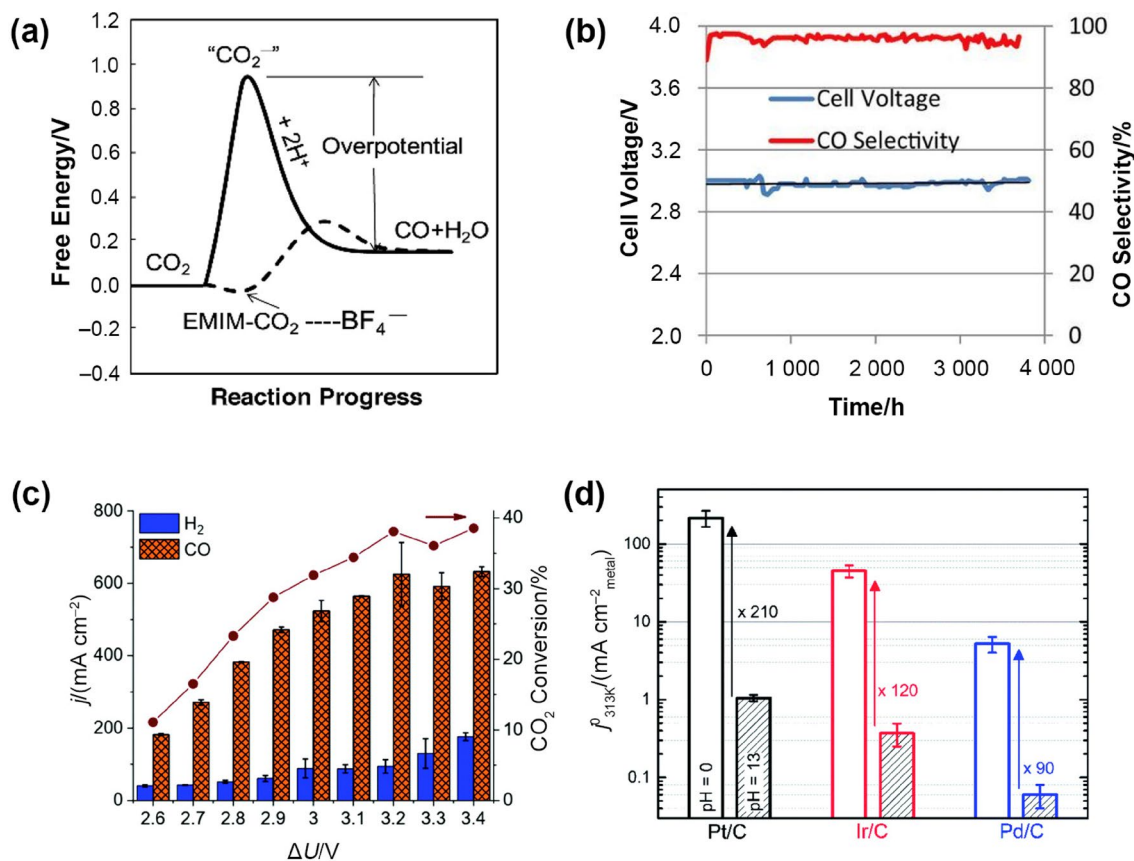 (a)
Free Energy/V
1.2
1.0
0.8
0.6
0.4
0.2
0.0
–0.2
–0.4
"CO₂⁻"
+ 2H⁺
Overpotential
CO+H₂O
CO₂
EMIM-CO₂ ----BF₄⁻
Reaction Progress
(b)
Cell Voltage/V
4.0
3.6
3.2
2.8
2.4
2.0
Cell Voltage
CO Selectivity
100
80
60
40
20
0
CO Selectivity/%
0 1 000 2 000 3 000 4 000
Time/h
(c)
j/(mA cm⁻²)
800
600
400
200
0
H₂
CO
40
30
20
10
0
CO₂ Conversion/%
2.6 2.7 2.8 2.9 3 3.1 3.2 3.3 3.4
ΔU/V
(d)
j⁰₃₁₃K/(mA cm⁻²metal)
100
10
1
0.1
x 210
x 120
x 90
pH = 0
pH = 13
Pt/C Ir/C Pd/C